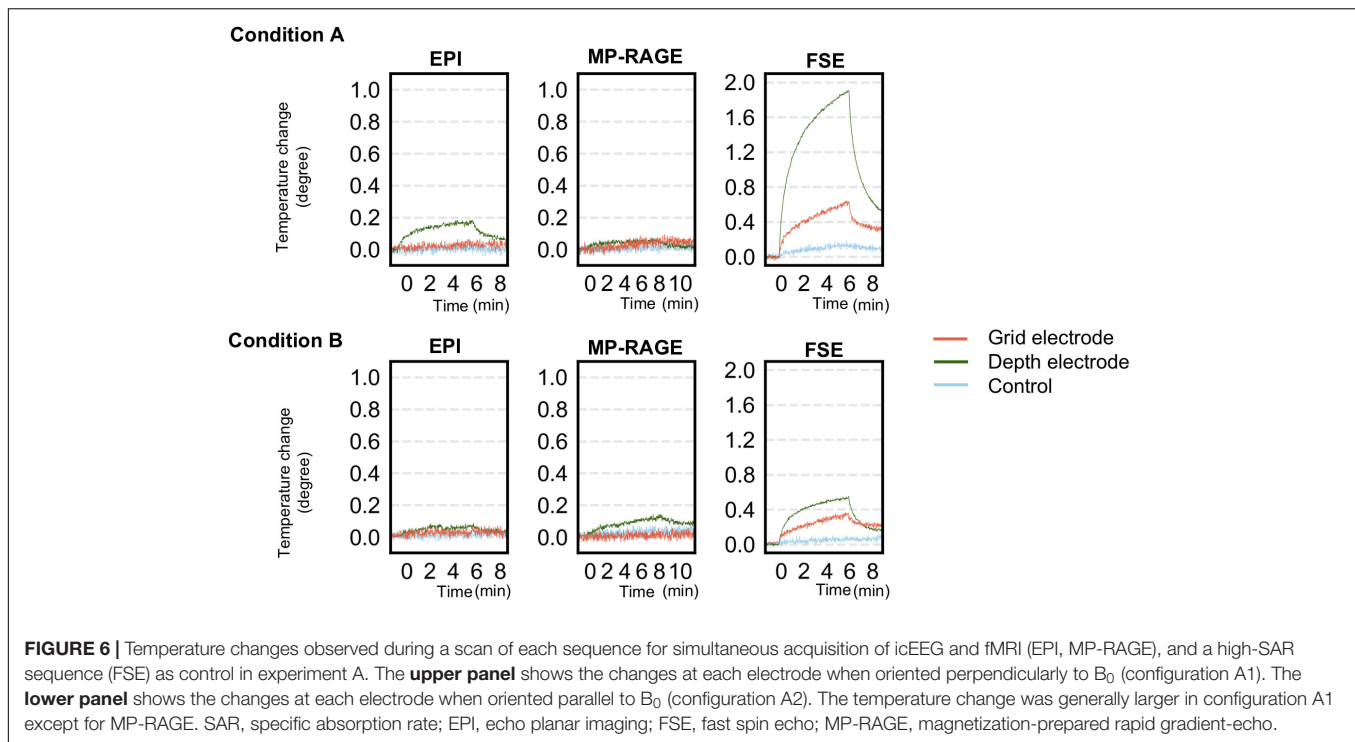 Condition A
EPI
MP-RAGE
FSE
Temperature change
(degree)
1.0
0.8
0.6
0.4
0.2
0.0
0 2 4 6 8
Time (min)
1.0
0.8
0.6
0.4
0.2
0.0
0 2 4 6 8 10
Time (min)
2.0
1.6
1.2
0.8
0.4
0.0
0 2 4 6 8
Time (min)
Condition B
EPI
MP-RAGE
FSE
Temperature change
(degree)
1.0
0.8
0.6
0.4
0.2
0.0
0 2 4 6 8
Time (min)
1.0
0.8
0.6
0.4
0.2
0.0
0 2 4 6 8 10
Time (min)
2.0
1.6
1.2
0.8
0.4
0.0
0 2 4 6 8
Time (min)
Grid electrode
Depth electrode
Control
FIGURE 6 | Temperature changes observed during a scan of each sequence for simultaneous acquisition of icEEG and fMRI (EPI, MP-RAGE), and a high-SAR
sequence (FSE) as control in experiment A. The upper panel shows the changes at each electrode when oriented perpendicularly to B₀ (configuration A1). The
lower panel shows the changes at each electrode when oriented parallel to B₀ (configuration A2). The temperature change was generally larger in configuration A1
except for MP-RAGE. SAR, specific absorption rate; EPI, echo planar imaging; FSE, fast spin echo; MP-RAGE, magnetization-prepared rapid gradient-echo.